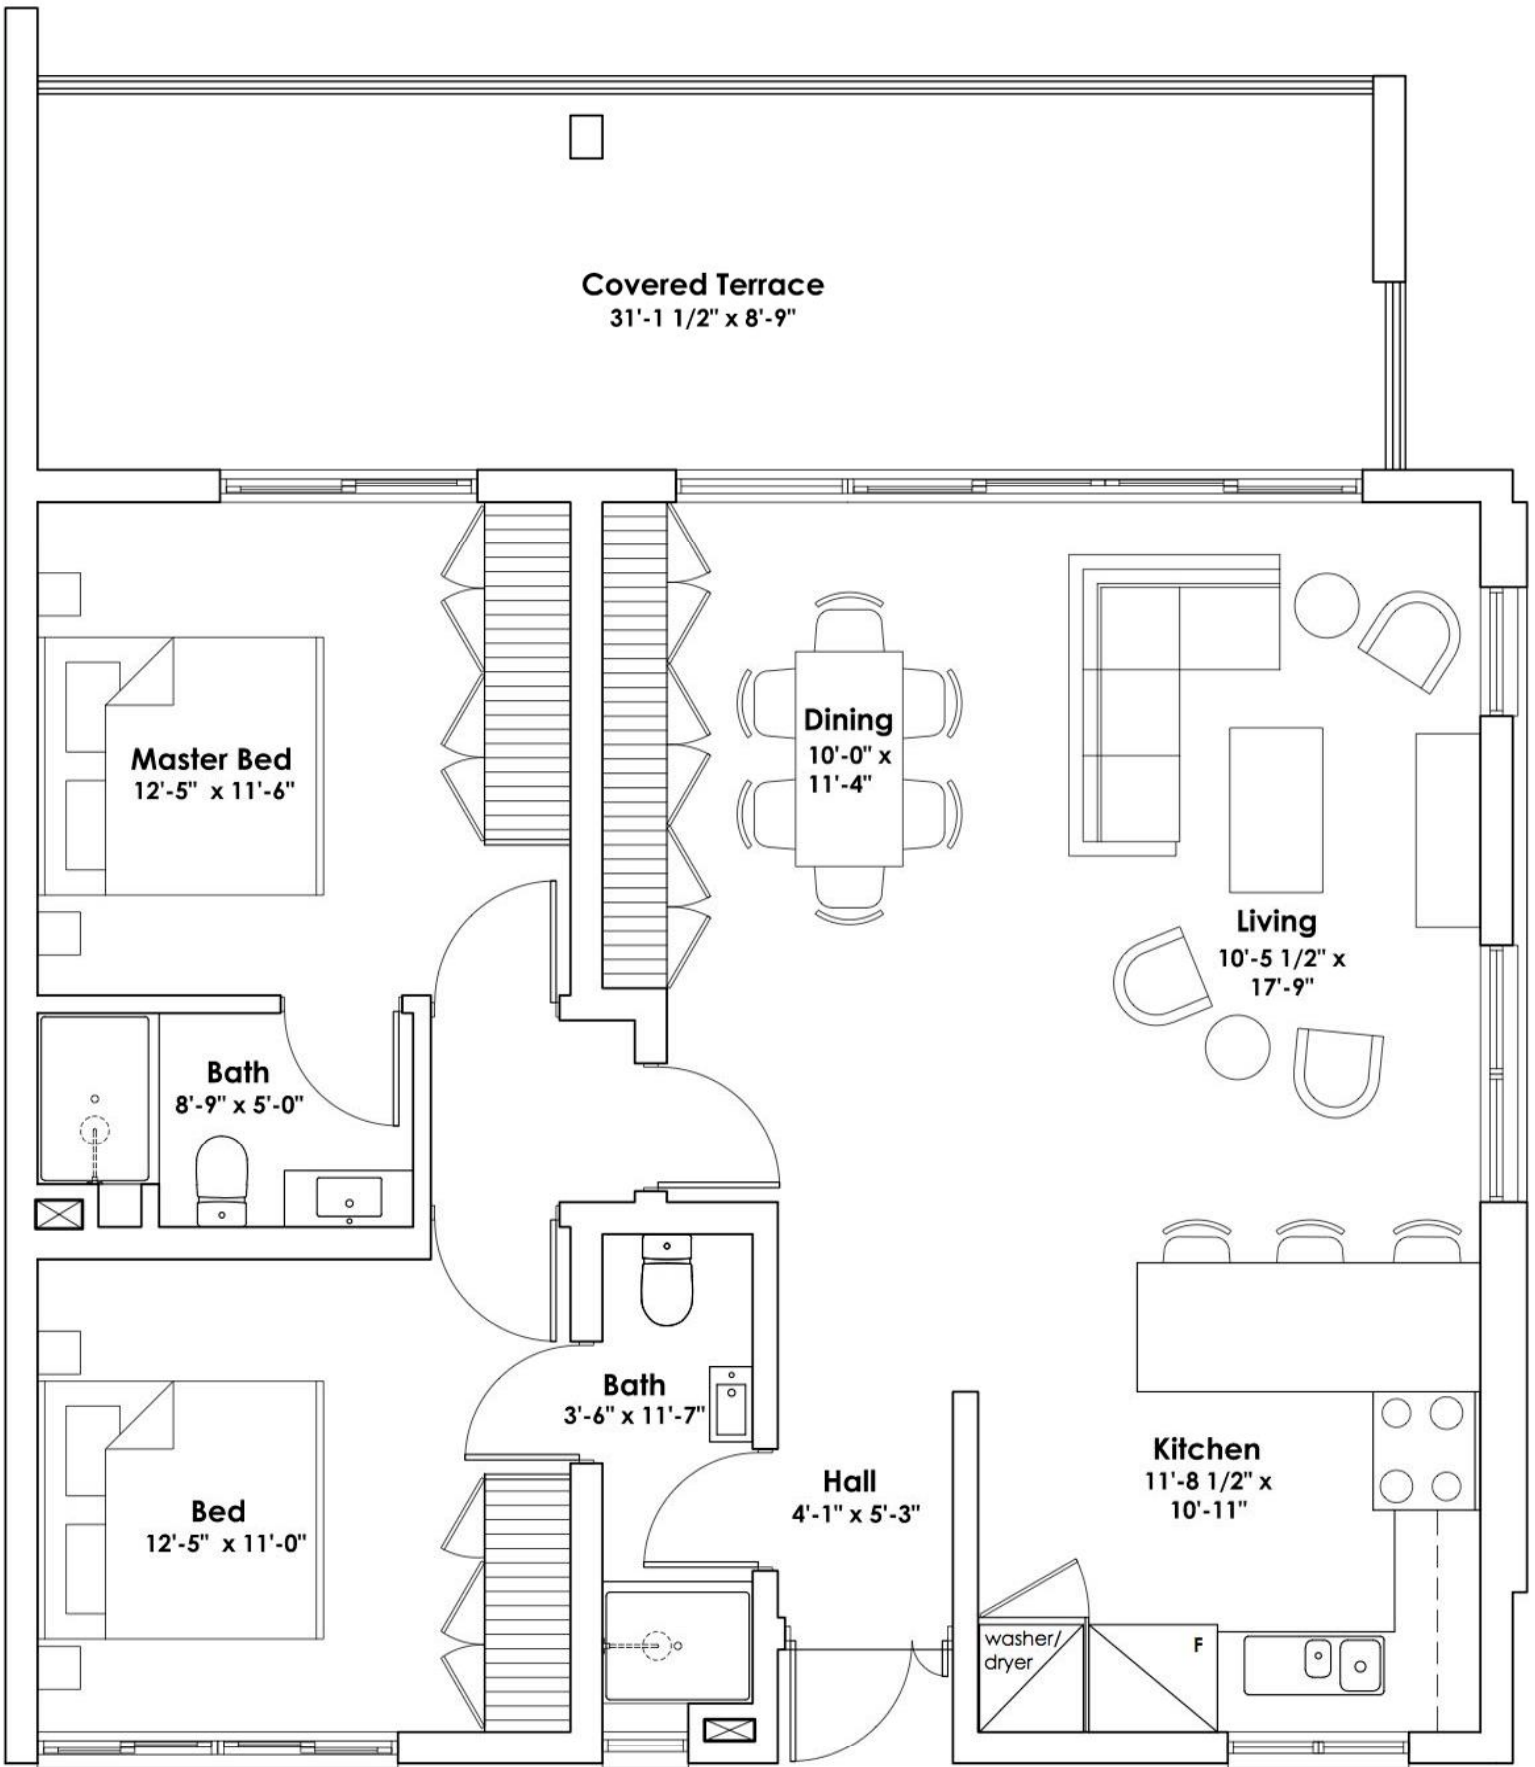 Covered Terrace
31'-1 1/2" x 8'-9"
Dining
10'-0" x
11'-4"
Master Bed
12'-5"  x 11'-6"
Living
10'-5 1/2" x
17'-9"
Bath
8'-9" x 5'-0"
Bath
3'-6" x 11'-7"
Kitchen
11'-8 1/2" x
10'-11"
Hall
4'-1" x 5'-3"
Bed
12'-5"  x 11'-0"
washer/
dryer
F